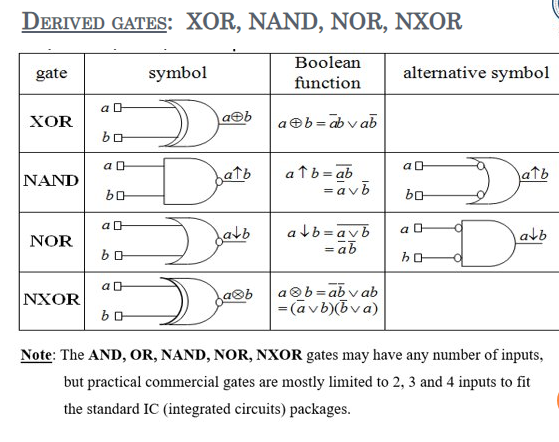 DERIVED GATES: XOR, NAND, NOR, NXOR
gate symbol Boolean function alternative symbol
XOR a b a⊕b a⊕b = a̅b ∨ ab̅
NAND a b a↑b a ↑ b = a̅b̅
= a̅ ∨ b̅ a b a↑b
NOR a b a↓b a ↓ b = a̅ ∨̅ b̅
= a̅b̅ a b a↓b
NXOR a b a⊗b a⊗b = a̅b̅ ∨ ab
=(a̅ ∨ b)(b̅ ∨ a)
Note: The AND, OR, NAND, NOR, NXOR gates may have any number of inputs,
but practical commercial gates are mostly limited to 2, 3 and 4 inputs to fit
the standard IC (integrated circuits) packages.